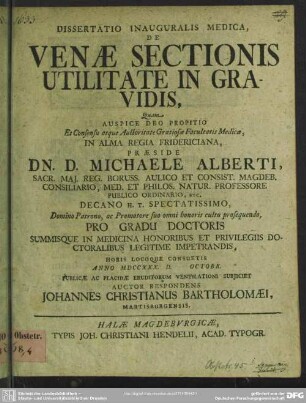 DISSERTATIO INAUGURALIS MEDICA,
DE
VENÆ SECTIONIS
UTILITATE IN GRA-
VIDIS,
Quam
AUSPICE DEO PROPITIO
Et Consensu atque Auctoritate Gratiosæ Facultatis Medicæ,
IN ALMA REGIA FRIDERICIANA,
PRÆSIDE
DN. D. MICHAELE ALBERTI,
SACR. MAJ. REG. BORUSS. AULICO ET CONSIST. MAGDEB.
CONSILIARIO, MED. ET PHILOS. NATUR. PROFESSORE
PUBLICO ORDINARIO, etc.
DECANO H. T. SPECTATISSIMO,
Domino Patrono, ac Promotore suo omni honoris cultu prosequendo,
PRO GRADU DOCTORIS
SUMMISQUE IN MEDICINA HONORIBUS ET PRIVILEGIIS DO-
CTORALIBUS LEGITIME IMPETRANDIS,
HORIS LOCOQUE CONSUETIS
ANNO MDCCXXX. D. OCTOBR.
PUBLICÆ AC PLACIDÆ ERUDITORUM VENTILATIONI SUBJICIET
AUCTOR RESPONDENS
JOHANNES CHRISTIANUS BARTHOLOMÆI,
MARTISBURGENSIS.
HALÆ MAGDEBURGICÆ,
TYPIS JOH. CHRISTIANI HENDELII, ACAD. TYPOGR.
Obstetr.